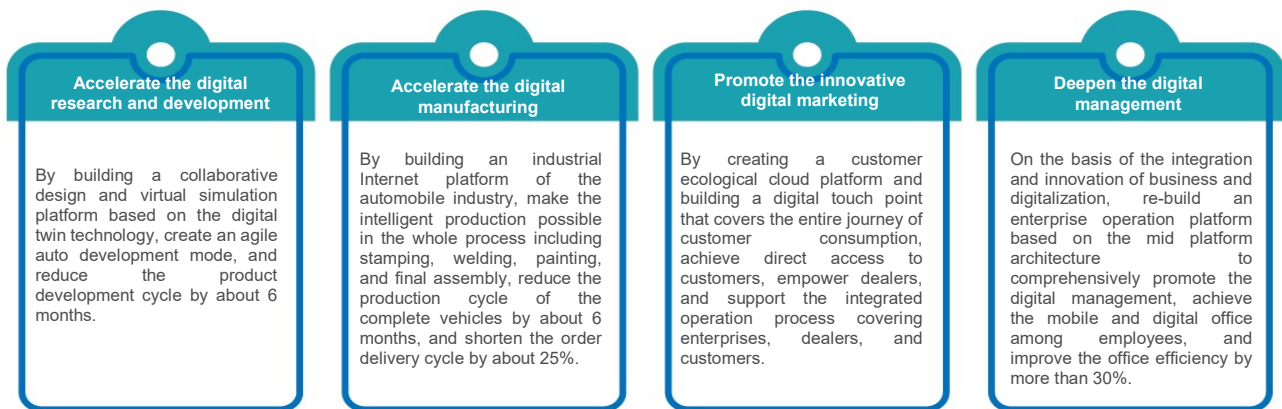 Accelerate the digital
research and development
By building a collaborative
design and virtual simulation
platform based on the digital
twin technology, create an agile
auto development mode, and
reduce the product
development cycle by about 6
months.
Accelerate the digital
manufacturing
By building an industrial
Internet platform of the
automobile industry, make the
intelligent production possible
in the whole process including
stamping, welding, painting,
and final assembly, reduce the
production cycle of the
complete vehicles by about 6
months, and shorten the order
delivery cycle by about 25%.
Promote the innovative
digital marketing
By creating a customer
ecological cloud platform and
building a digital touch point
that covers the entire journey of
customer consumption,
achieve direct access to
customers, empower dealers,
and support the integrated
operation process covering
enterprises, dealers, and
customers.
Deepen the digital
management
On the basis of the integration
and innovation of business and
digitalization, re-build an
enterprise operation platform
based on the mid platform
architecture to
comprehensively promote the
digital management, achieve
the mobile and digital office
among employees, and
improve the office efficiency by
more than 30%.